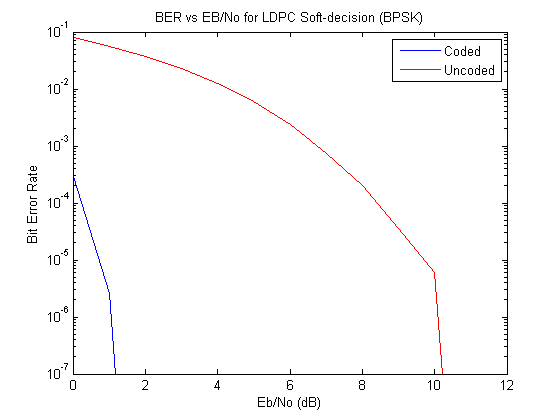 BER vs EB/No for LDPC Soft-decision (BPSK)
Coded
Uncoded
Bit Error Rate
10^-1
10^-2
10^-3
10^-4
10^-5
10^-6
10^-7
0 2 4 6 8 10 12
Eb/No (dB)